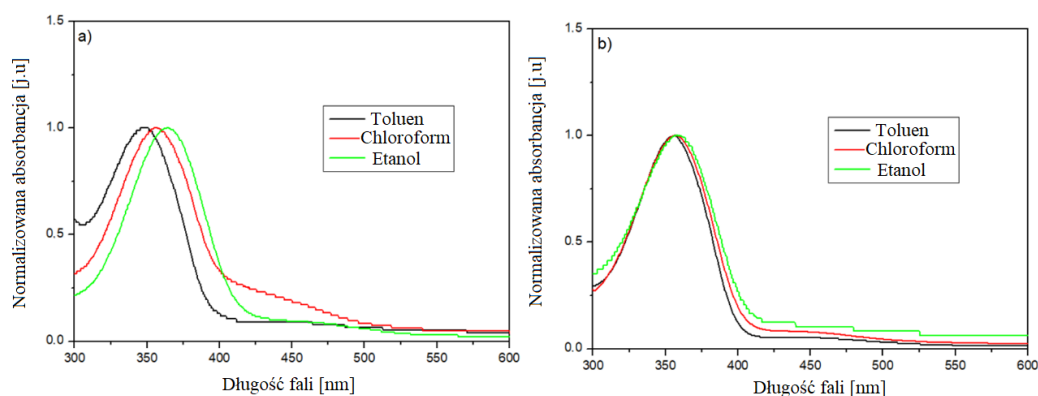 a)
Normalizowana absorbancja [j.u]
1.5
1.0
0.5
0.0
Toluen
Chloroform
Etanol
300
350
400
450
500
550
600
Długość fali [nm]
b)
Normalizowana absorbancja [j.u]
1.5
1.0
0.5
0.0
Toluen
Chloroform
Etanol
300
350
400
450
500
550
600
Długość fali [nm]